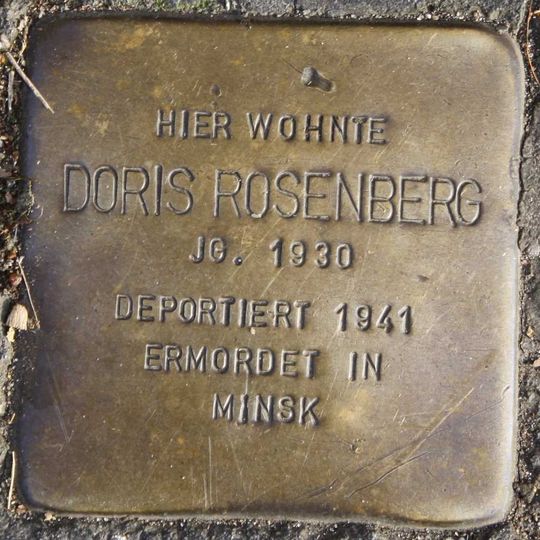 HIER WOHNTE
DORIS ROSENBERG
JG. 1930
DEPORTIERT 1941
ERMORDET IN
MINSK